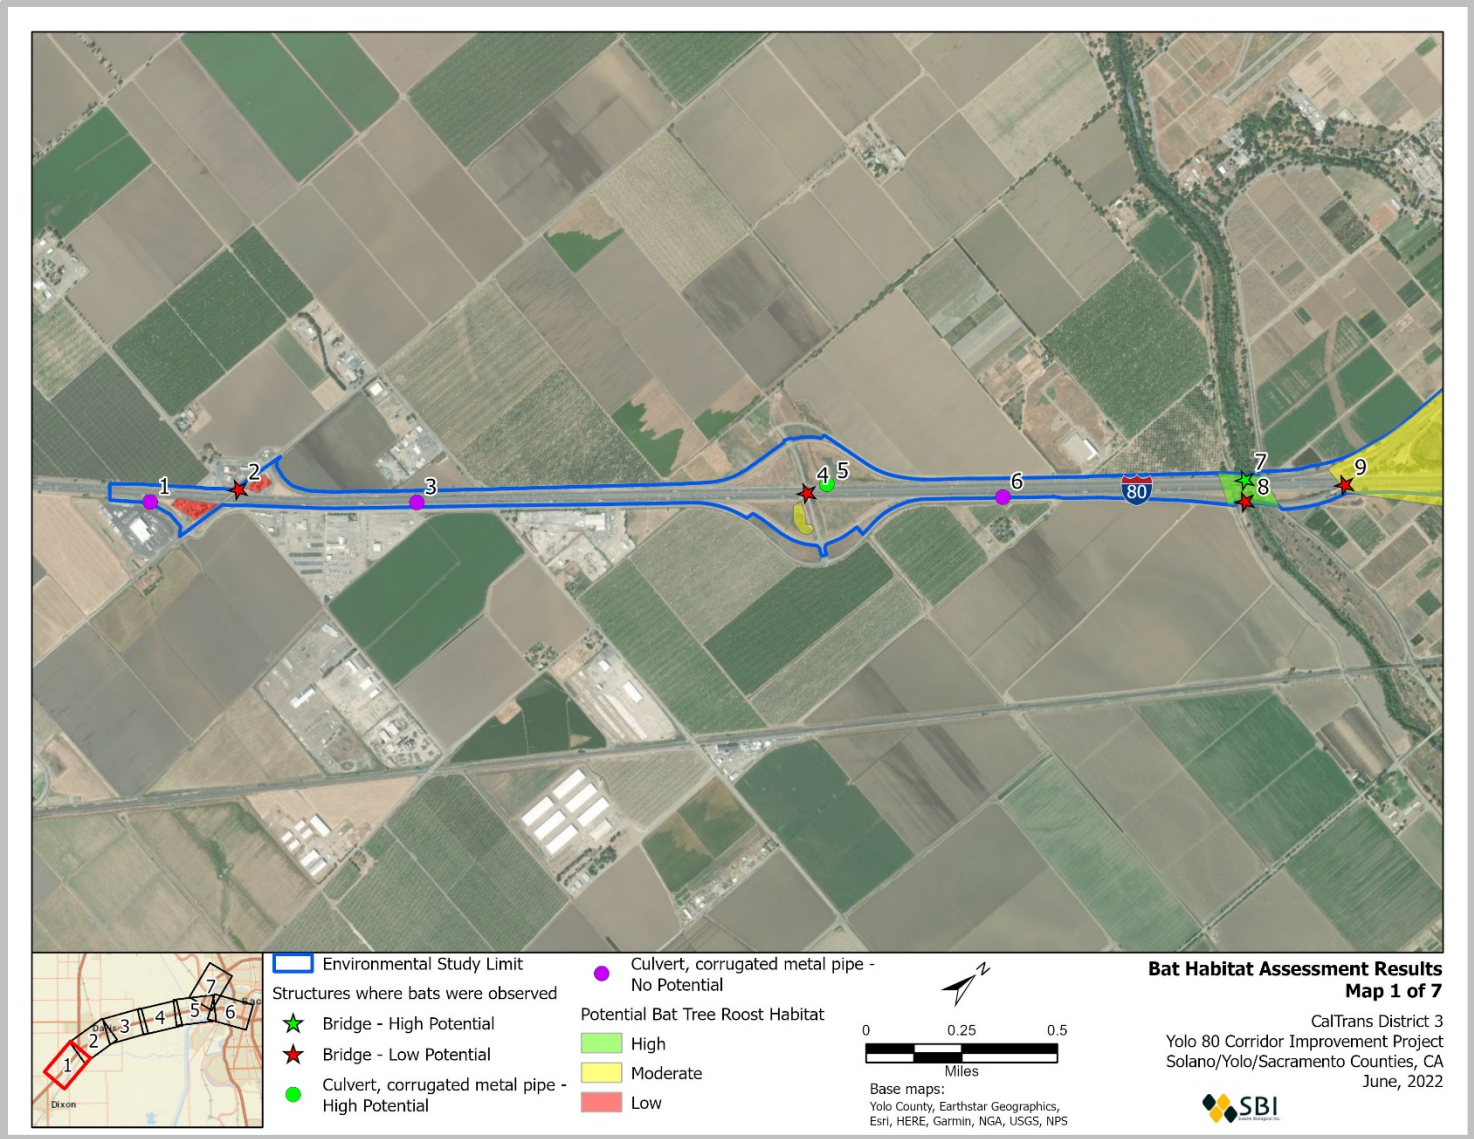 1
2
3
4
5
6
7
8
9
80
7
Davis
3
4
5
6
2
1
Dixon
Environmental Study Limit
Structures where bats were observed
Bridge - High Potential
Bridge - Low Potential
Culvert, corrugated metal pipe -
High Potential
Culvert, corrugated metal pipe -
No Potential
Potential Bat Tree Roost Habitat
High
Moderate
Low
N
0 0.25 0.5
Miles
Base maps:
Yolo County, Earthstar Geographics,
Esri, HERE, Garmin, NGA, USGS, NPS
Bat Habitat Assessment Results
Map 1 of 7
CalTrans District 3
Yolo 80 Corridor Improvement Project
Solano/Yolo/Sacramento Counties, CA
June, 2022
SBI